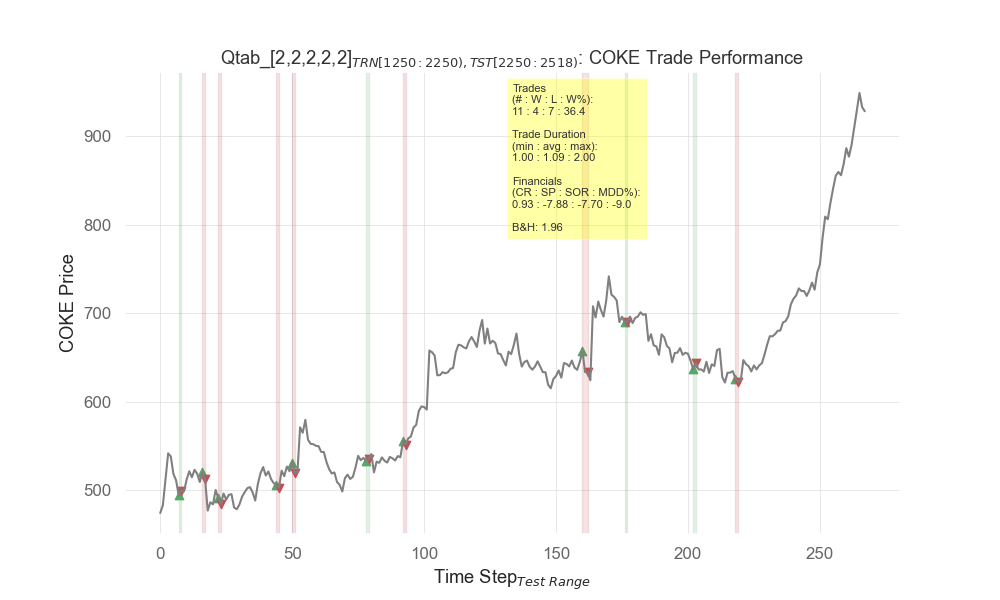 Qtab_[2,2,2,2,2]TRN[1250:2250),TST[2250:2518): COKE Trade Performance
Trades
(# : W : L : W%):
11 : 4 : 7 : 36.4
Trade Duration
(min : avg : max):
1.00 : 1.09 : 2.00
Financials
(CR : SP : SOR : MDD%):
0.93 : -7.88 : -7.70 : -9.0
B&H: 1.96
COKE Price
900
800
700
600
500
0 50 100 150 200 250
Time StepTest Range